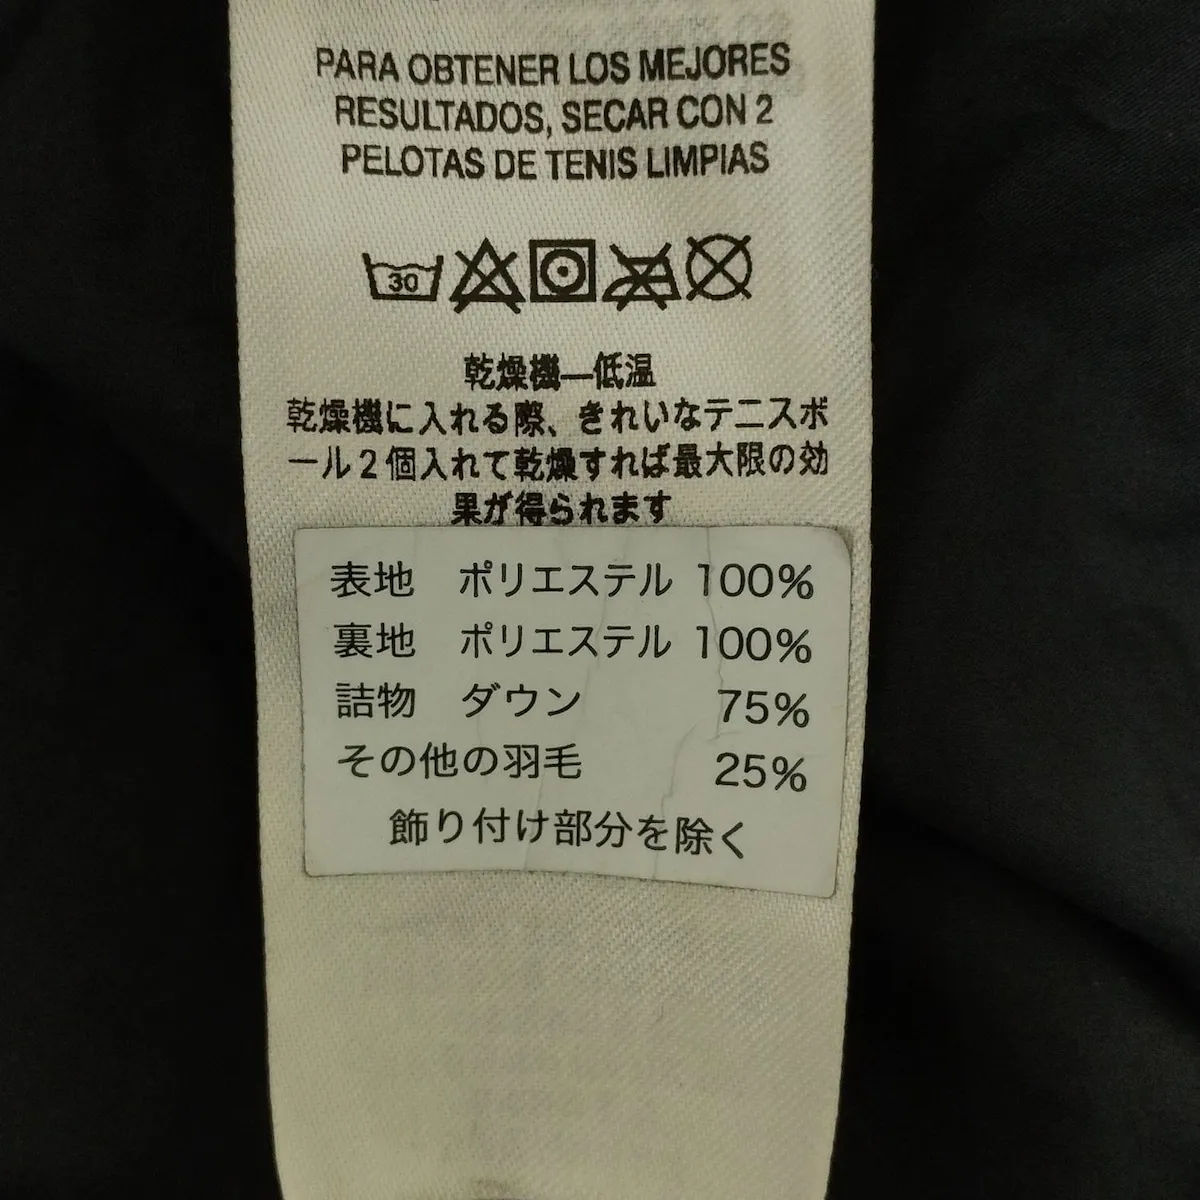 PARA OBTENER LOS MEJORES
RESULTADOS, SECAR CON 2
PELOTAS DE TENIS LIMPIAS
30
乾燥機—低温
乾燥機に入れる際、きれいなテニスボ
ール2個入れて乾燥すれば最大限の効
果が得られます
表地 ポリエステル 100%
裏地 ポリエステル 100%
詰物 ダウン 75%
その他の羽毛 25%
飾り付け部分を除く